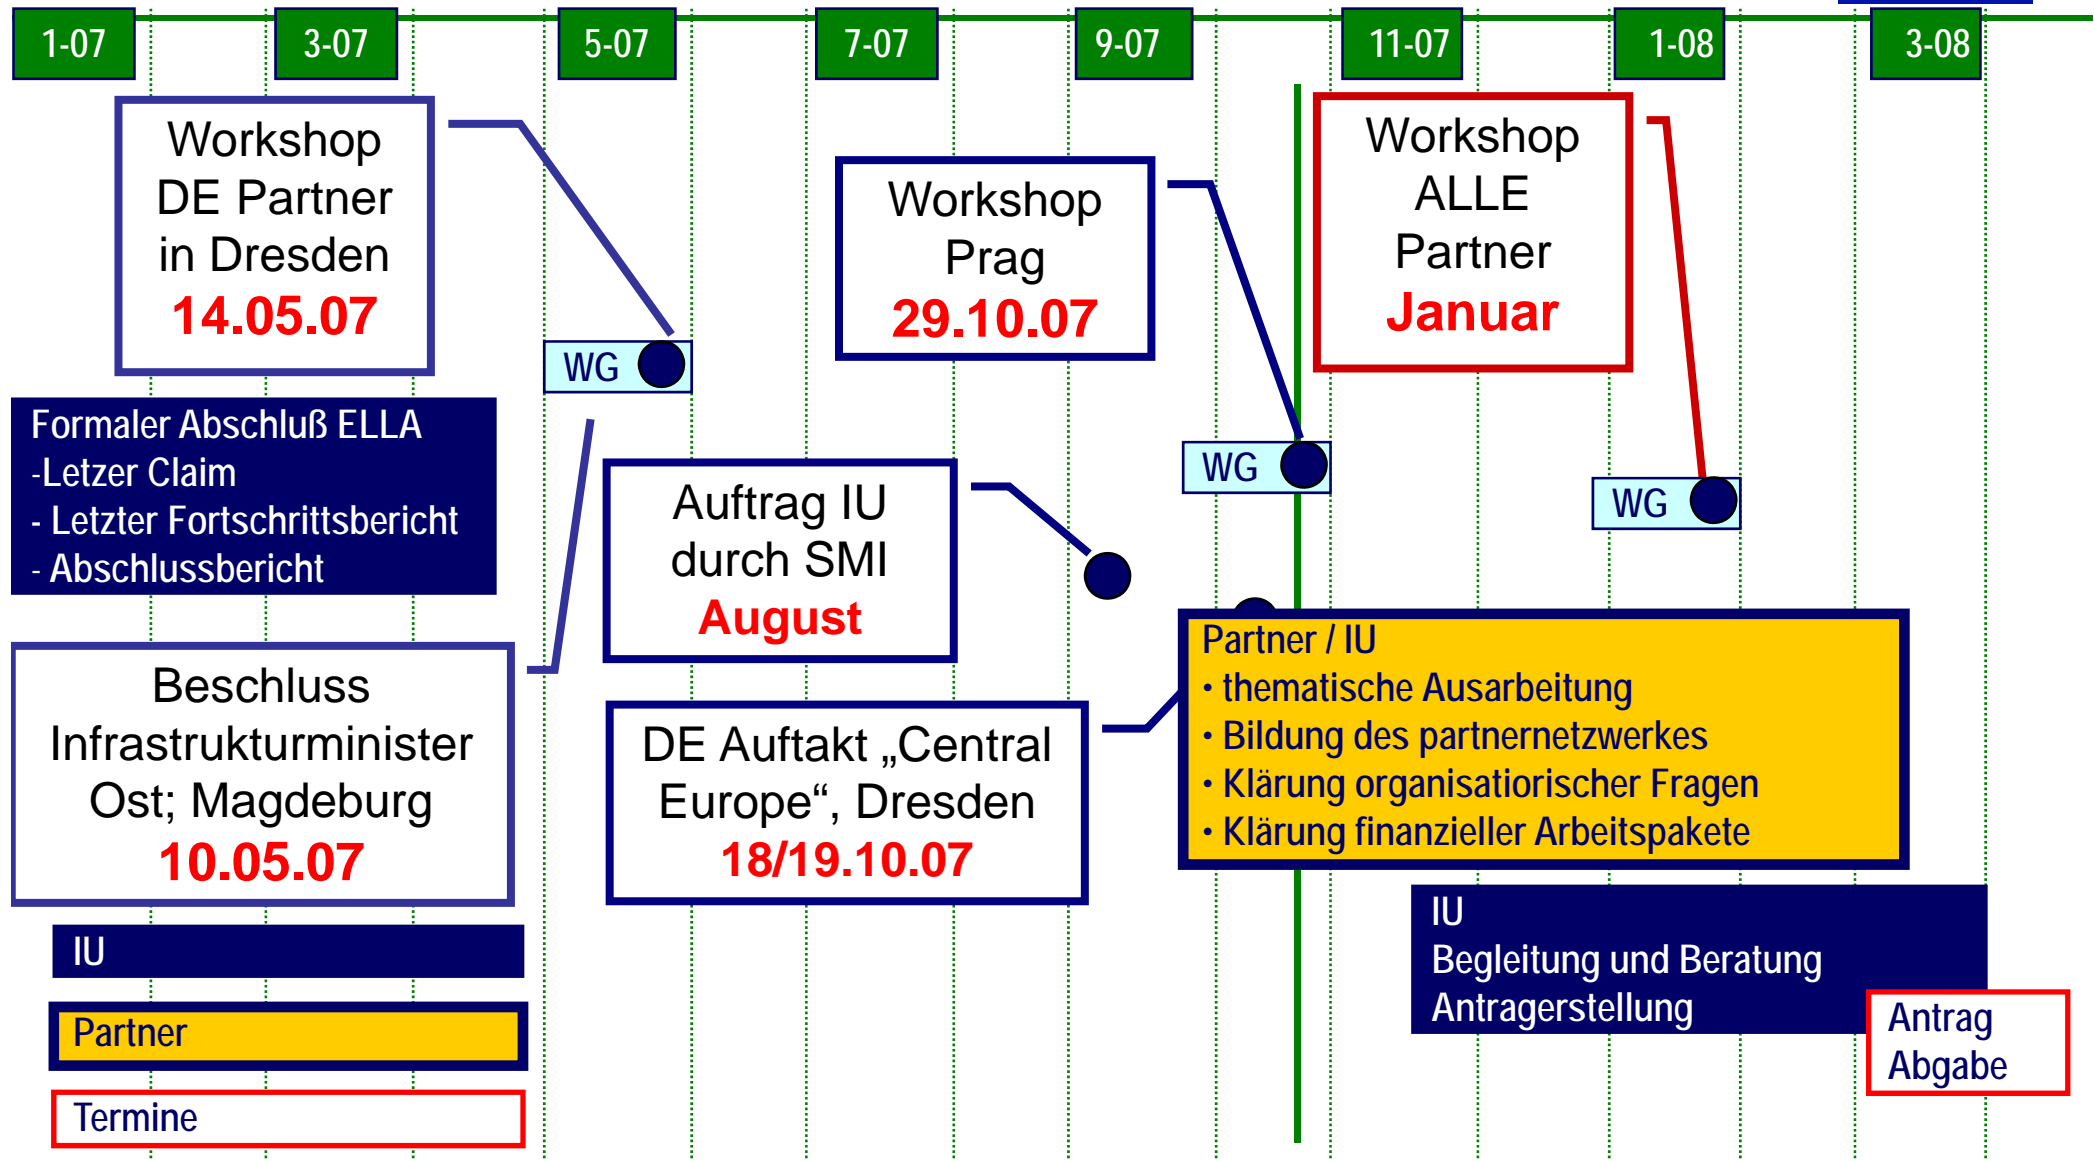 1-07
3-07
5-07
7-07
9-07
11-07
1-08
3-08
Workshop
DE Partner
in Dresden
14.05.07
WG
Workshop
Prag
29.10.07
WG
Workshop
ALLE
Partner
Januar
WG
Formaler Abschluß ELLA
-Letzer Claim
- Letzter Fortschrittsbericht
- Abschlussbericht
Auftrag IU
durch SMI
August
Beschluss
Infrastrukturminister
Ost; Magdeburg
10.05.07
DE Auftakt „Central
Europe“, Dresden
18/19.10.07
Partner / IU
• thematische Ausarbeitung
• Bildung des partnernetzwerkes
• Klärung organisatiorischer Fragen
• Klärung finanzieller Arbeitspakete
IU
Begleitung und Beratung
Antragerstellung
Antrag
Abgabe
IU
Partner
Termine